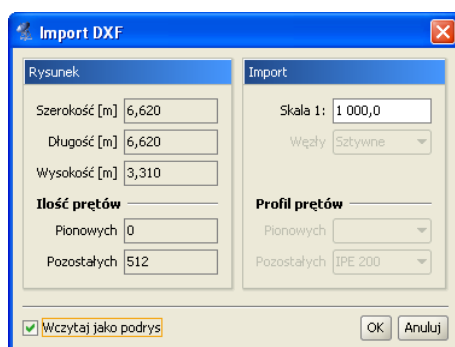 Import DXF
Rysunek
Szerokość [m] 6,620
Długość [m] 6,620
Wysokość [m] 3,310
Ilość prętów
Pionowych 0
Pozostałych 512
Import
Skala 1: 1 000,0
Węzły Sztywne
Profil prętów
Pionowych
Pozostałych IPE 200
Wczytaj jako podrys
OK Anuluj